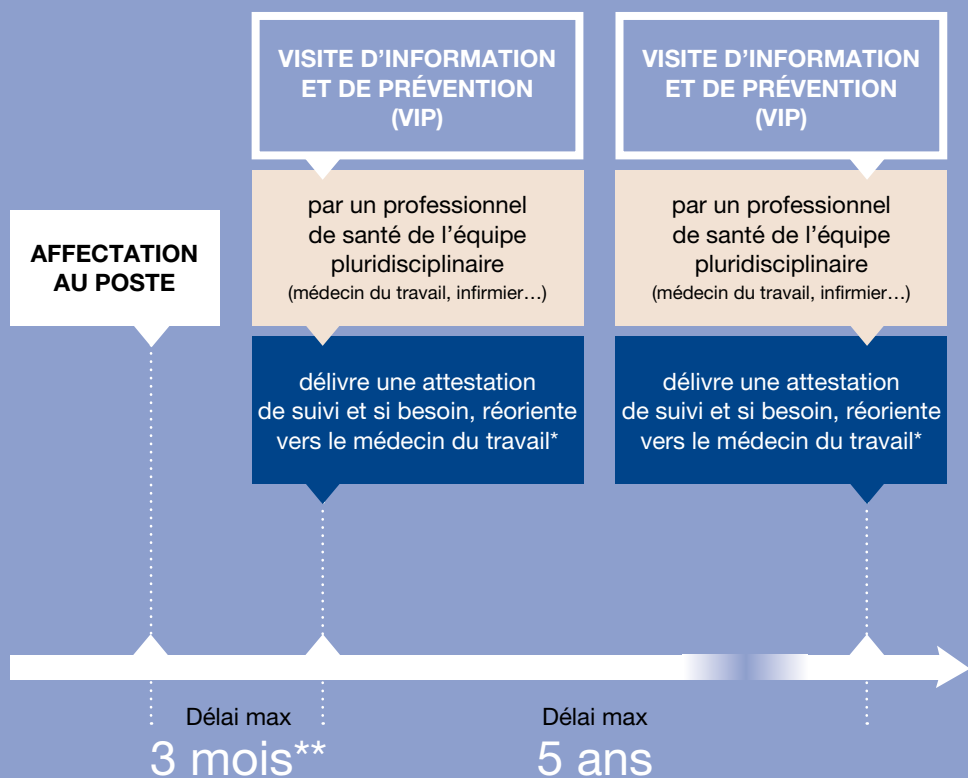 AFFECTATION
AU POSTE
VISITE D’INFORMATION
ET DE PRÉVENTION
(VIP)
par un professionnel
de santé de l’équipe
pluridisciplinaire
(médecin du travail, infirmier…)
délivre une attestation
de suivi et si besoin, réoriente
vers le médecin du travail*
VISITE D’INFORMATION
ET DE PRÉVENTION
(VIP)
par un professionnel
de santé de l’équipe
pluridisciplinaire
(médecin du travail, infirmier…)
délivre une attestation
de suivi et si besoin, réoriente
vers le médecin du travail*
Délai max
3 mois**
Délai max
5 ans